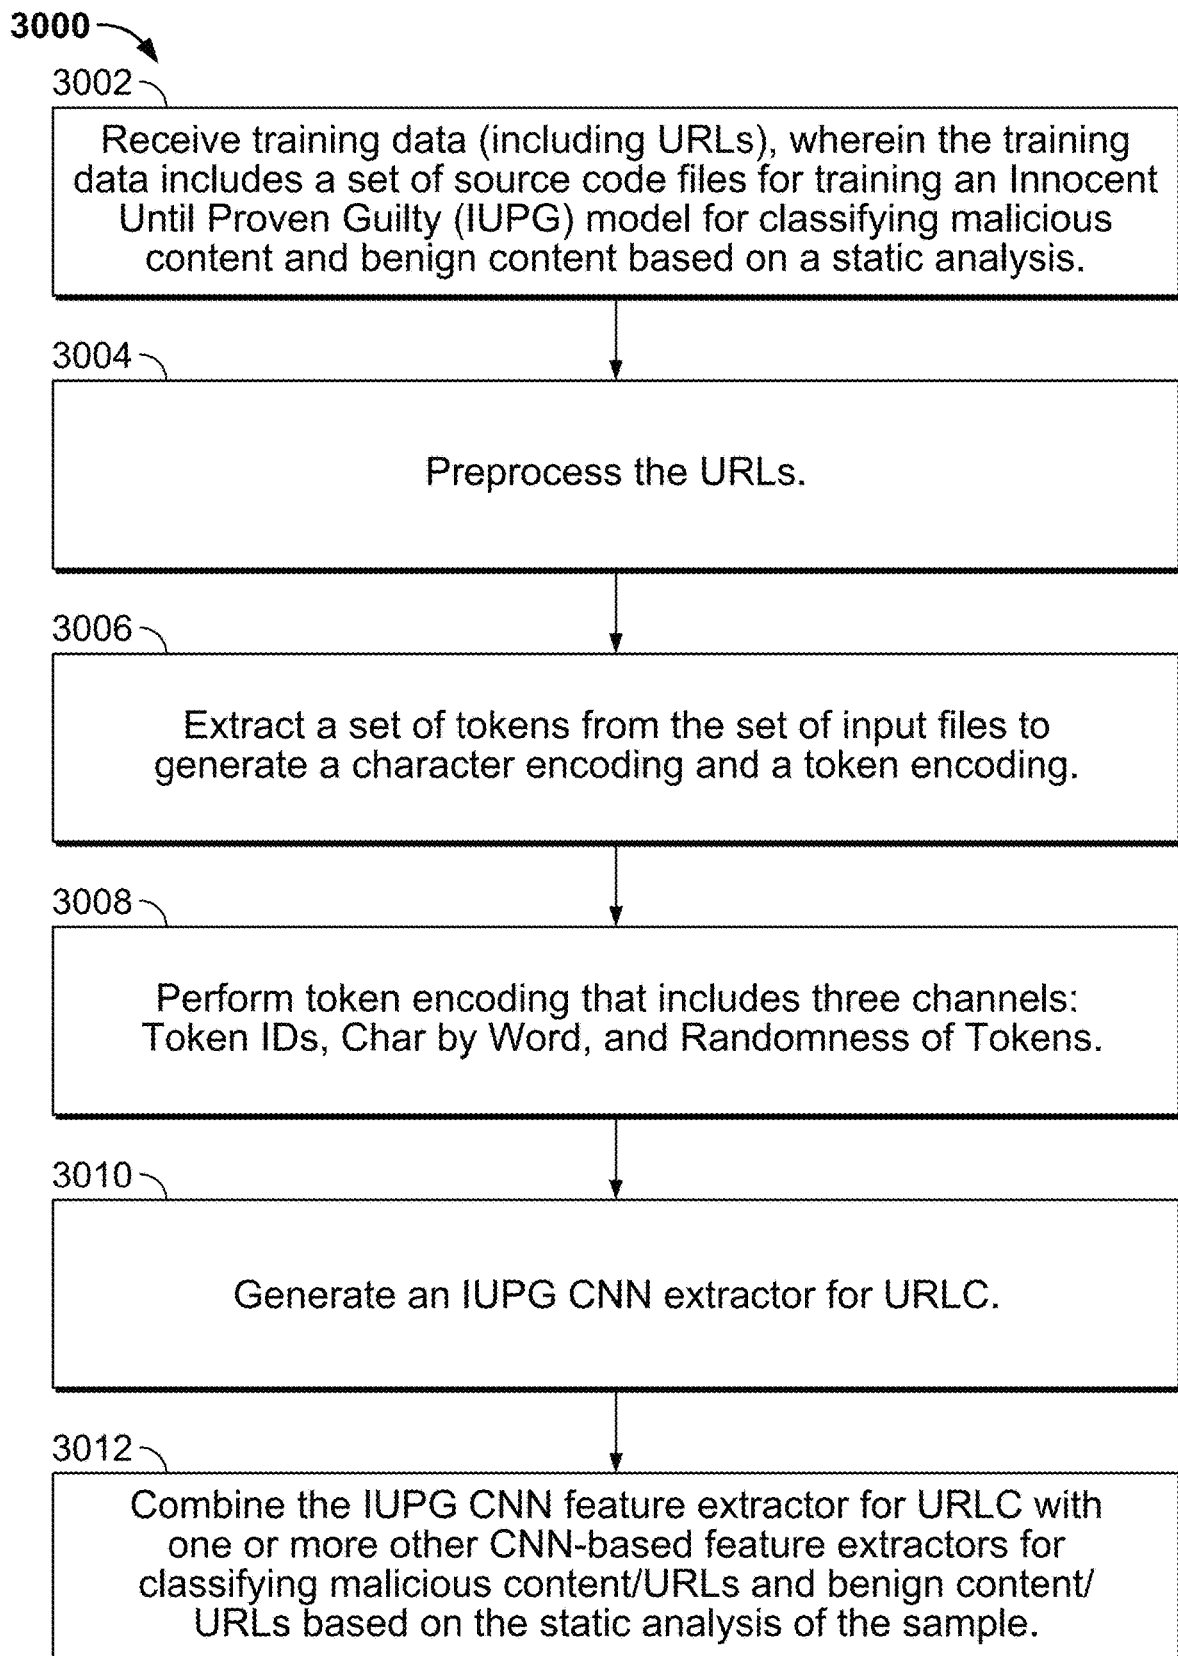 3000
3002
Receive training data (including URLs), wherein the training
data includes a set of source code files for training an Innocent
Until Proven Guilty (IUPG) model for classifying malicious
content and benign content based on a static analysis.
3004
Preprocess the URLs.
3006
Extract a set of tokens from the set of input files to
generate a character encoding and a token encoding.
3008
Perform token encoding that includes three channels:
Token IDs, Char by Word, and Randomness of Tokens.
3010
Generate an IUPG CNN extractor for URLC.
3012
Combine the IUPG CNN feature extractor for URLC with
one or more other CNN-based feature extractors for
classifying malicious content/URLs and benign content/
URLs based on the static analysis of the sample.